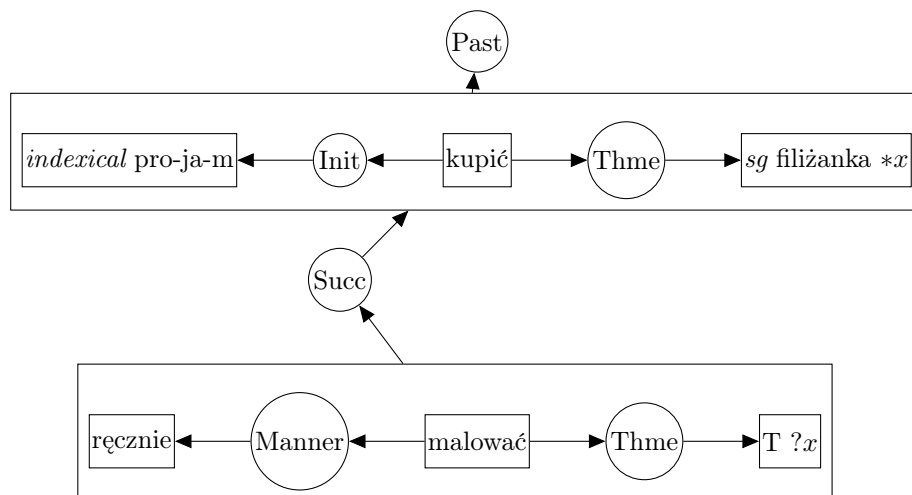 Past
indexical pro-ja-m Init kupić Thme sg filiżanka *x
Succ
ręcznie Manner malować Thme T ?x